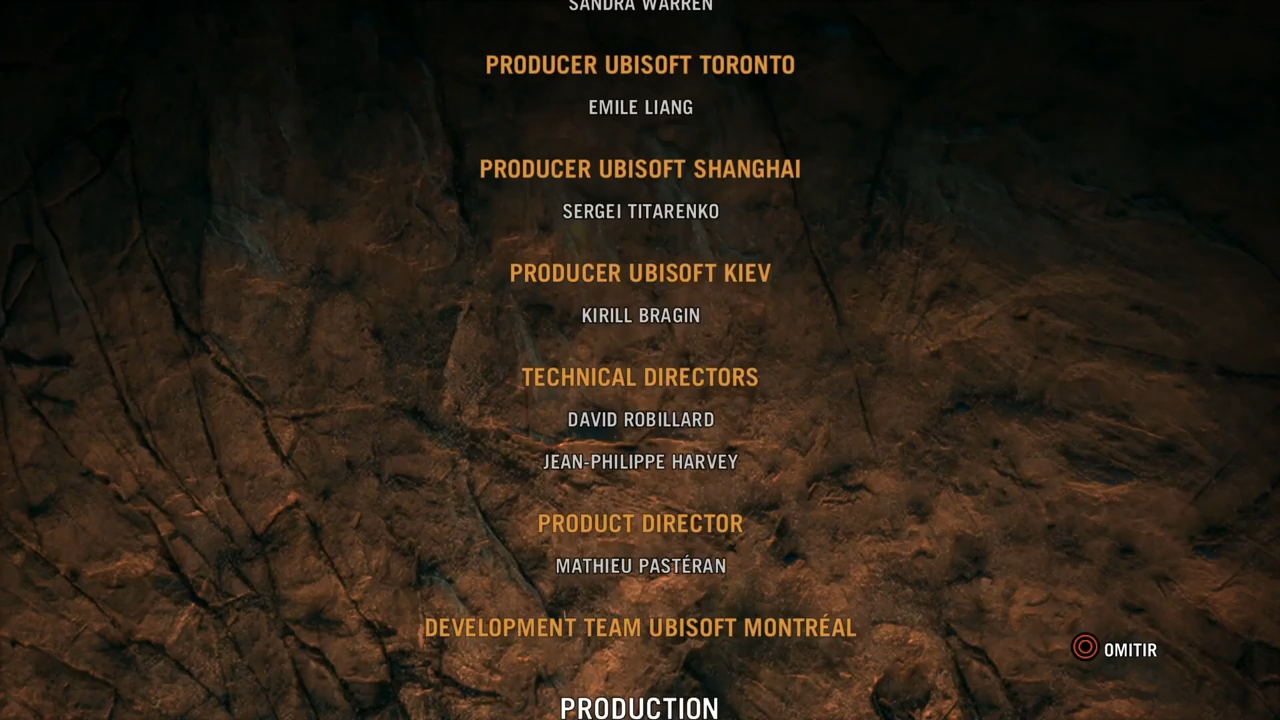 SANDRA WARREN
PRODUCER UBISOFT TORONTO
EMILE LIANG
PRODUCER UBISOFT SHANGHAI
SERGEI TITARENKO
PRODUCER UBISOFT KIEV
KIRILL BRAGIN
TECHNICAL DIRECTORS
DAVID ROBILLARD
JEAN-PHILIPPE HARVEY
PRODUCT DIRECTOR
MATHIEU PASTÉRAN
DEVELOPMENT TEAM UBISOFT MONTRÉAL
OMITIR
PRODUCTION